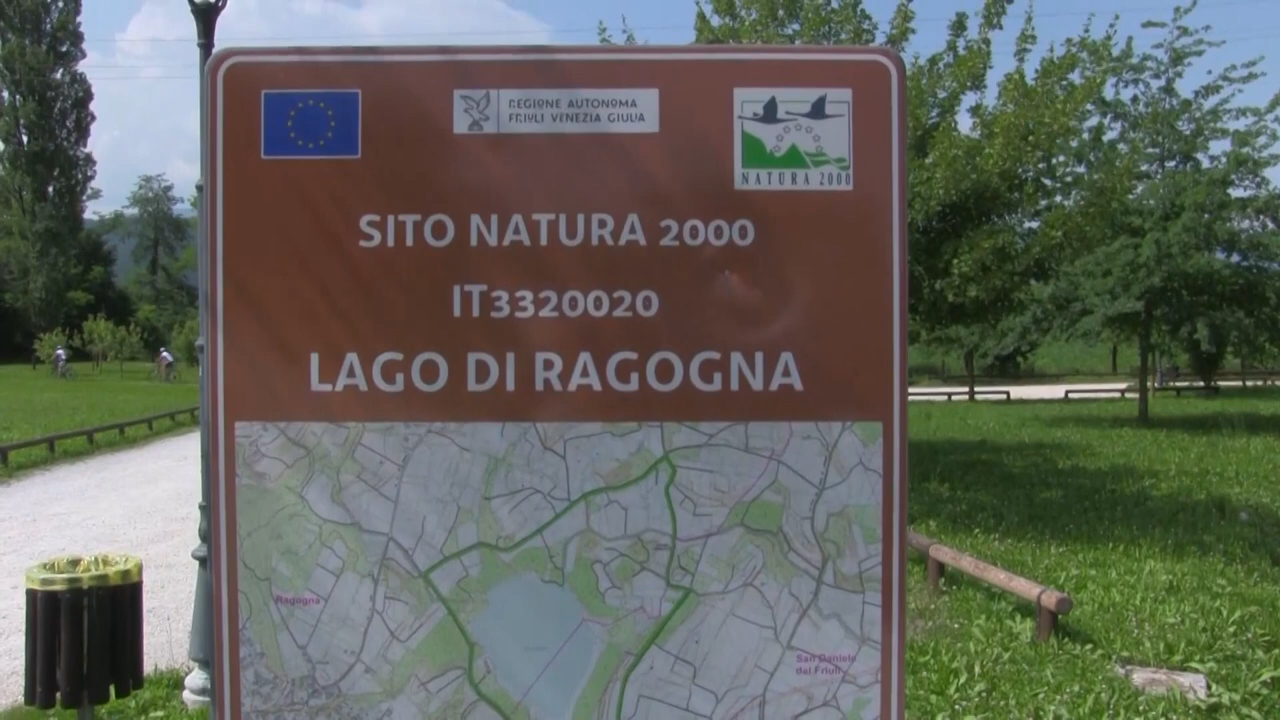 REGIONE AUTONOMA
FRIULI VENEZIA GIULIA
NATURA 2000
SITO NATURA 2000
IT3320020
LAGO DI RAGOGNA
Ragogna
San Daniele
del Friuli